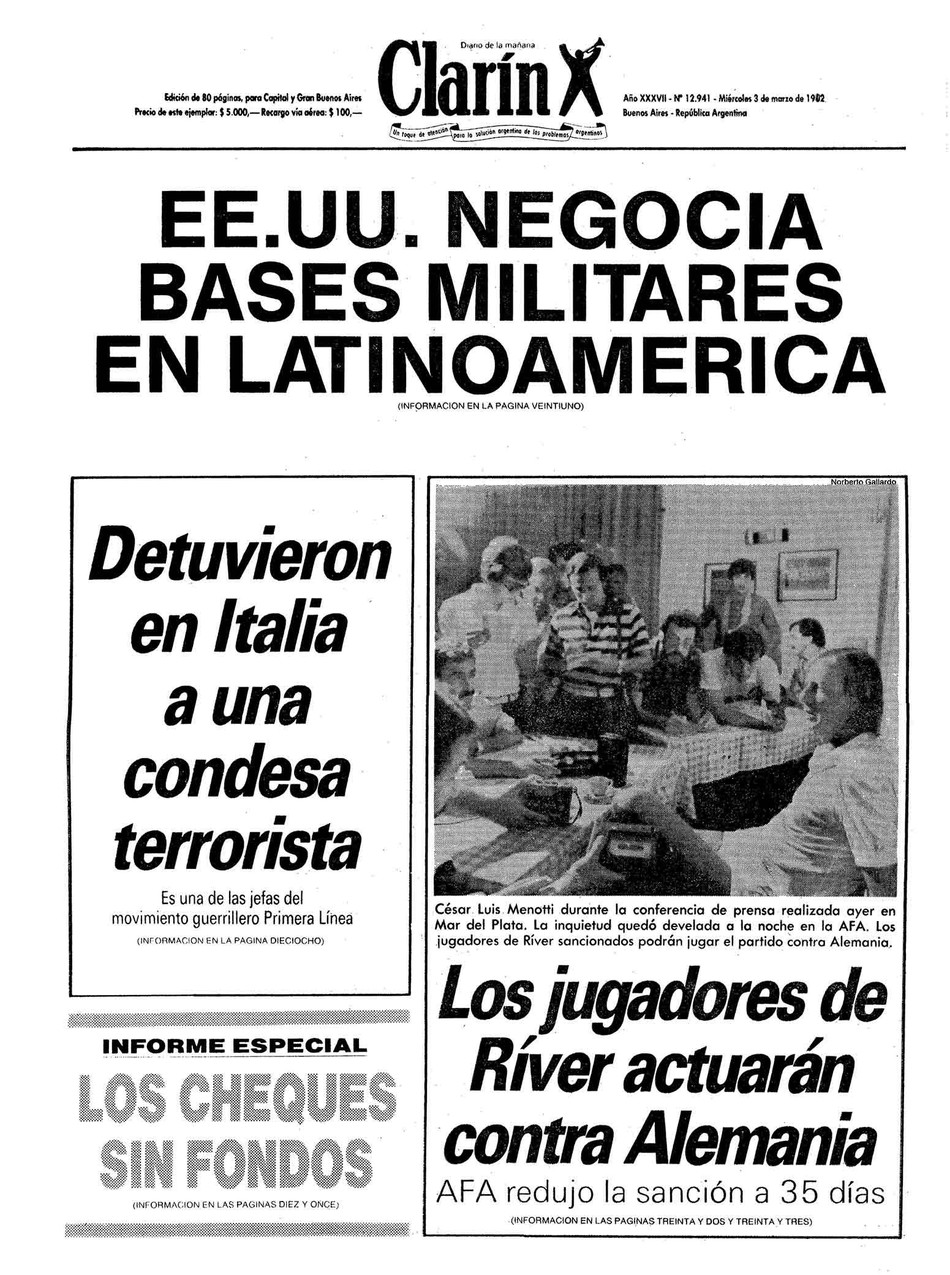 Diario de la mañana
Clarín
Edición de 80 páginas, para Capital y Gran Buenos Aires
Precio de este ejemplar: $ 5.000,— Recargo vía aérea: $ 100,—
Año XXXVII - Nº 12.941 - Miércoles 3 de marzo de 1982
Buenos Aires - República Argentina
Un toque de atención para la solución argentina de los problemas argentinos
EE.UU. NEGOCIA
BASES MILITARES
EN LATINOAMERICA
(INFORMACION EN LA PAGINA VEINTIUNO)
Detuvieron
en Italia
a una
condesa
terrorista
Es una de las jefas del
movimiento guerrillero Primera Línea
(INFORMACION EN LA PAGINA DIECIOCHO)
INFORME ESPECIAL
LOS CHEQUES
SIN FONDOS
(INFORMACION EN LAS PAGINAS DIEZ Y ONCE)
Norberto Gallardo
César Luis Menotti durante la conferencia de prensa realizada ayer en
Mar del Plata. La inquietud quedó develada a la noche en la AFA. Los
jugadores de Ríver sancionados podrán jugar el partido contra Alemania.
Los jugadores de
Ríver actuarán
contra Alemania
AFA redujo la sanción a 35 días
(INFORMACION EN LAS PAGINAS TREINTA Y DOS Y TREINTA Y TRES)